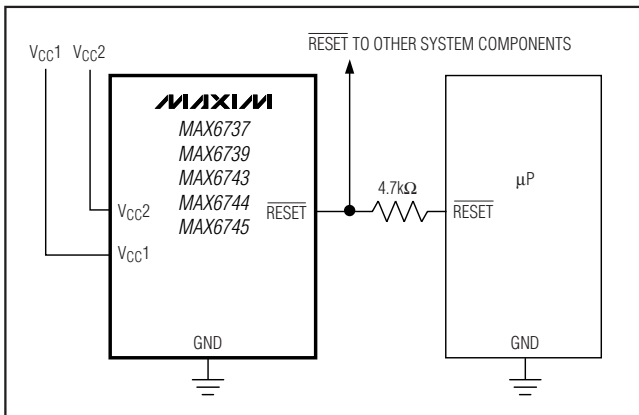 RESET TO OTHER SYSTEM COMPONENTS
VCC1 VCC2
MAXIM
MAX6737
MAX6739
MAX6743
MAX6744
MAX6745
4.7kΩ
µP
VCC2
RESET
RESET
VCC1
GND
GND